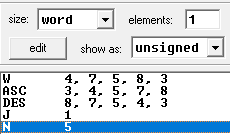 size: word elements: 1
edit show as: unsigned
W 4, 7, 5, 8, 3
ASC 3, 4, 5, 7, 8
DES 8, 7, 5, 4, 3
J 1
N 5